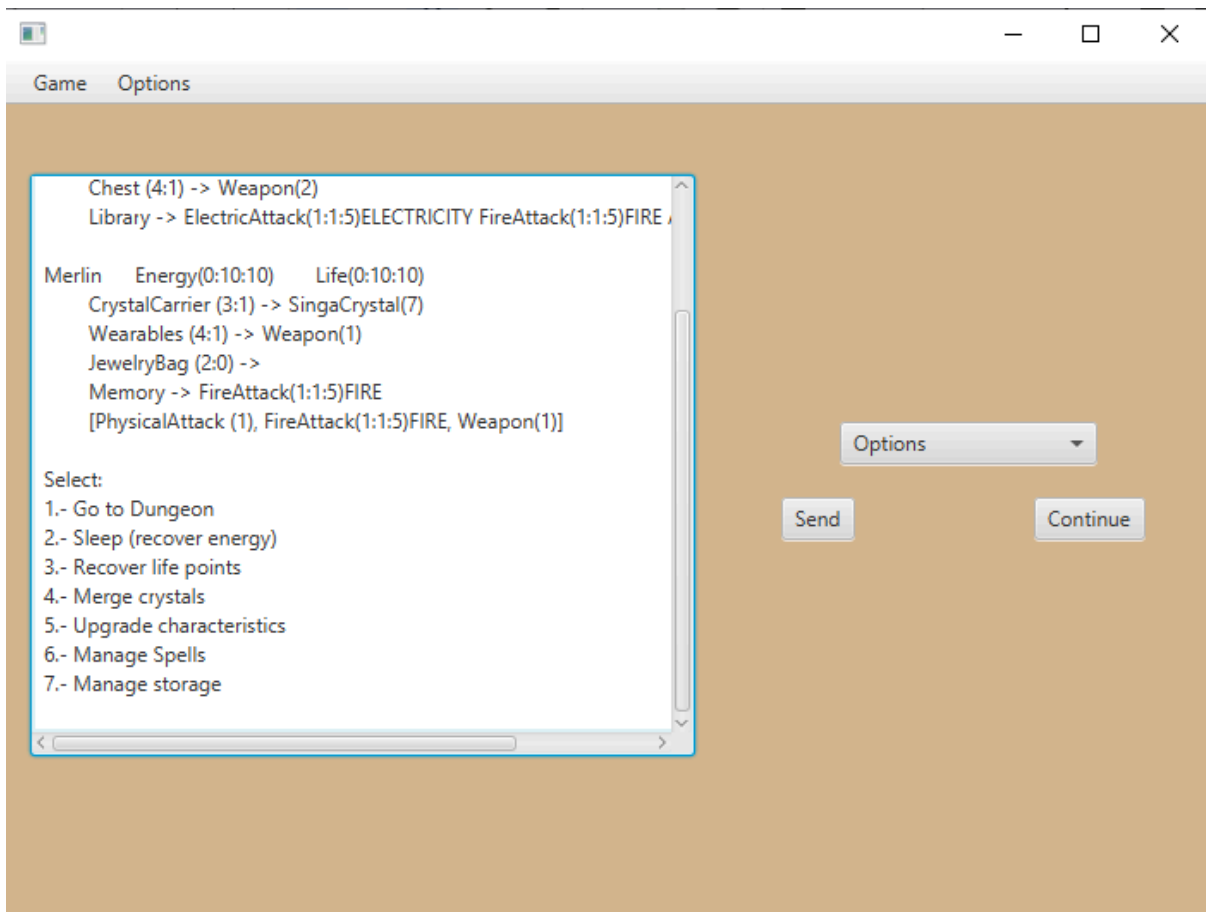 Game Options
Chest (4:1) -> Weapon(2)
Library -> ElectricAttack(1:1:5)ELECTRICITY FireAttack(1:1:5)FIRE
Merlin Energy(0:10:10) Life(0:10:10)
CrystalCarrier (3:1) -> SingaCrystal(7)
Wearables (4:1) -> Weapon(1)
JewelryBag (2:0) ->
Memory -> FireAttack(1:1:5)FIRE
[PhysicalAttack (1), FireAttack(1:1:5)FIRE, Weapon(1)]
Select:
1.- Go to Dungeon
2.- Sleep (recover energy)
3.- Recover life points
4.- Merge crystals
5.- Upgrade characteristics
6.- Manage Spells
7.- Manage storage
Options
Send Continue